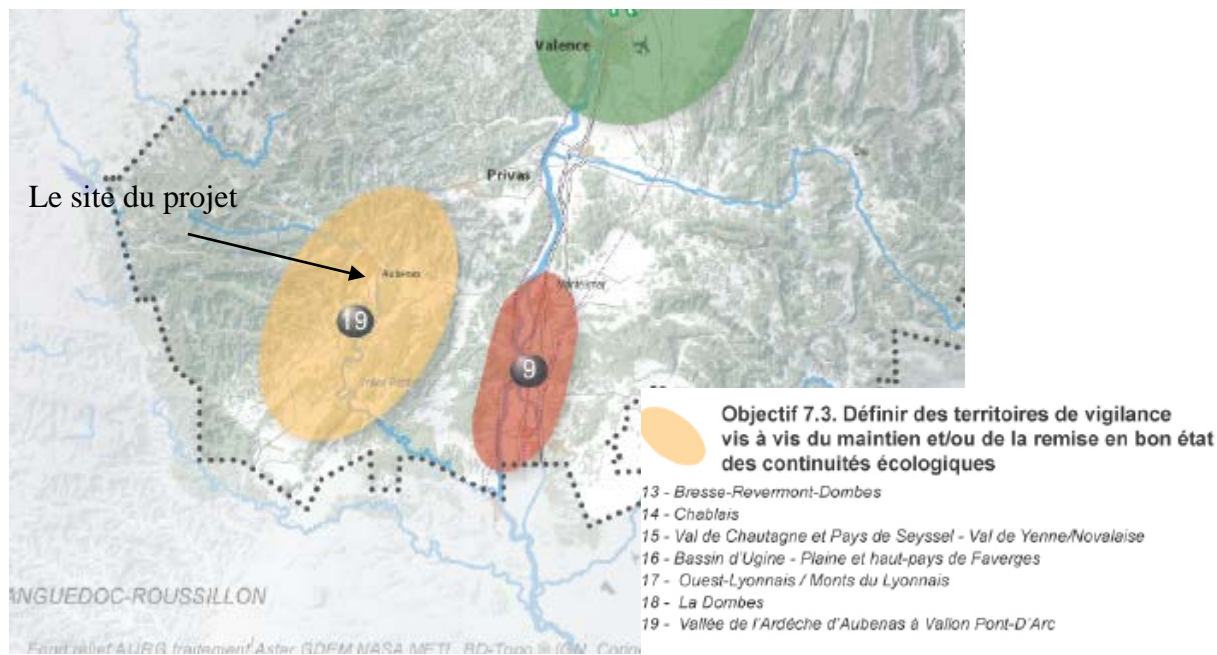 Valence
Privas
Le site du projet
Aubenas
19
9
Objectif 7.3. Définir des territoires de vigilance
vis à vis du maintien et/ou de la remise en bon état
des continuités écologiques
13 - Bresse-Revermont-Dombes
14 - Chablais
15 - Val de Chautagne et Pays de Seyssel - Val de Yenne/Novalaise
16 - Bassin d'Ugine - Plaine et haut-pays de Faverges
17 - Ouest-Lyonnais / Monts du Lyonnais
18 - La Dombes
19 - Vallée de l'Ardèche d'Aubenas à Vallon Pont-D'Arc
ANGUEDOC-ROUSSILLON